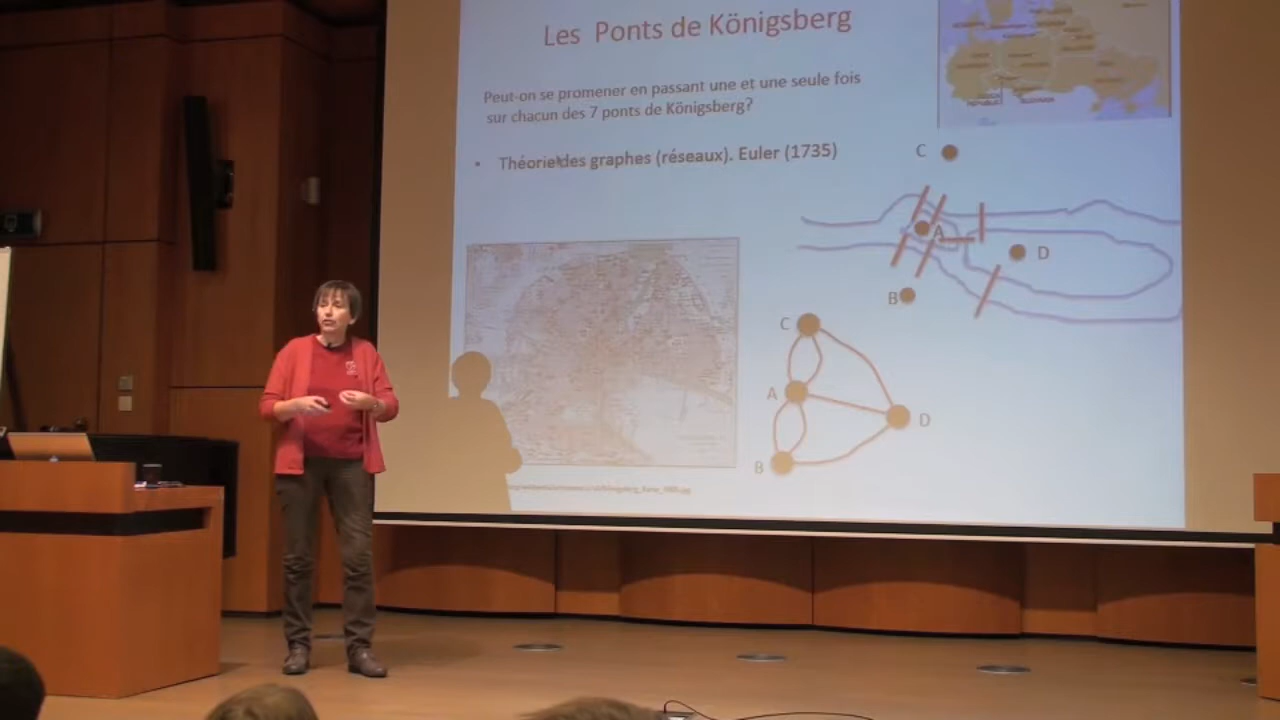 Les Ponts de Königsberg
Peut-on se promener en passant une et une seule fois
sur chacun des 7 ponts de Königsberg?
• Théorie des graphes (réseaux). Euler (1735)
C
A
D
B
C
A
D
B